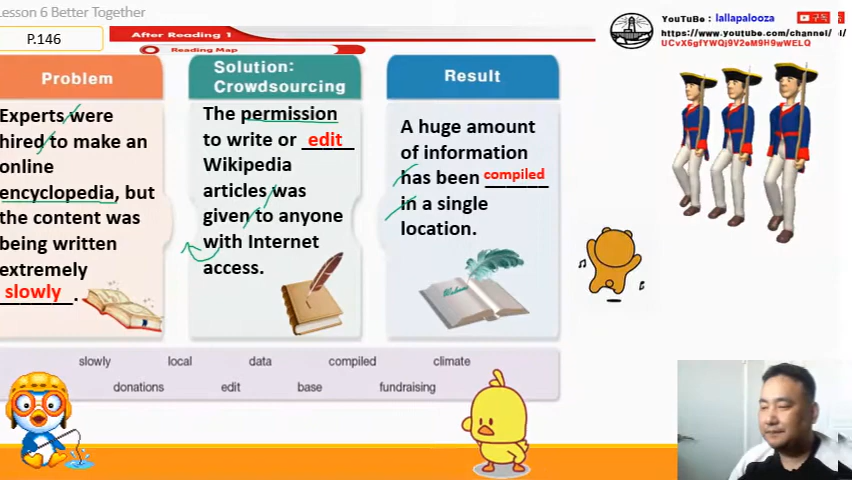 Lesson 6 Better Together
P.146
After Reading 1
Reading Map
YouTuBe : lallapalooza
구독
https://www.youtube.com/channel/
UCvX6gfYWQj9V2eM9H9wWELQ
Problem
Experts were
hired to make an
online
encyclopedia, but
the content was
being written
extremely
slowly.
Solution:
Crowdsourcing
The permission
to write or edit
Wikipedia
articles was
given to anyone
with Internet
access.
Result
A huge amount
of information
has been compiled
in a single
location.
slowly local data compiled climate
donations edit base fundraising